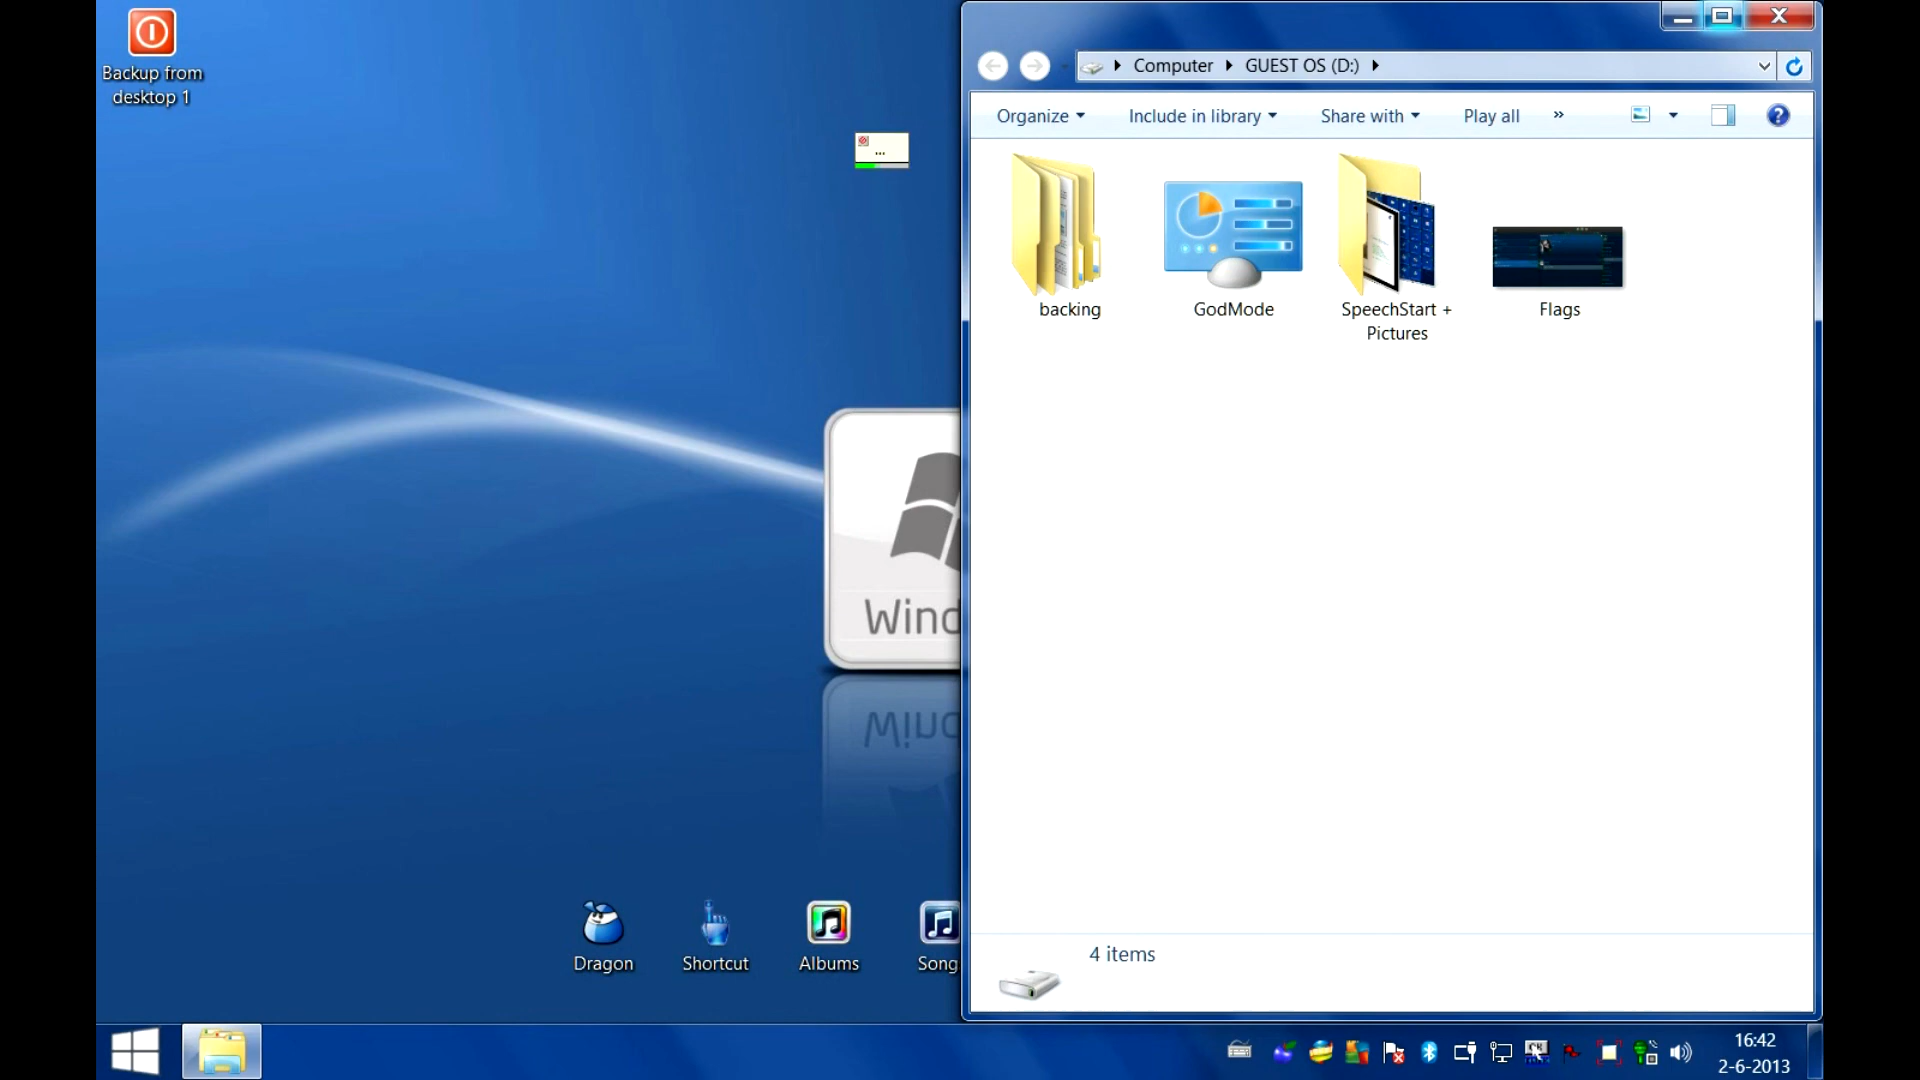 Backup from
desktop 1
...
Computer GUEST OS (D:)
Organize Include in library Share with Play all »
backing
GodMode
SpeechStart +
Pictures
Flags
Wind
4 items
Dragon
Shortcut
Albums
Song
16:42
2-6-2013